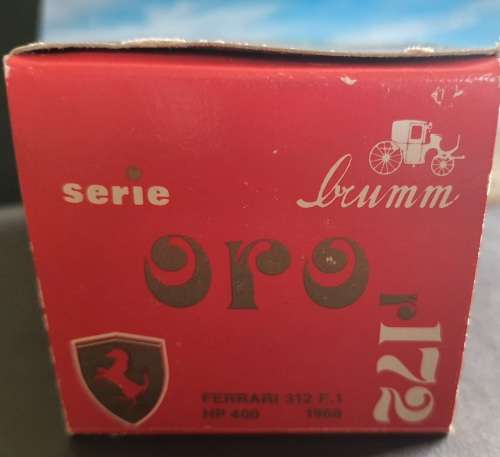 serie
brumm
oro
r172
FERRARI 312 F.1
HP 400 1968